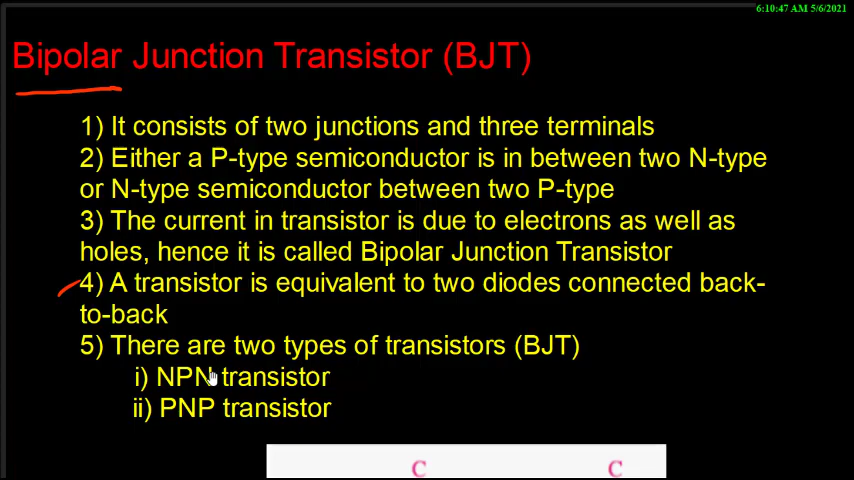 6:10:47 AM 5/6/2021
Bipolar Junction Transistor (BJT)
1) It consists of two junctions and three terminals
2) Either a P-type semiconductor is in between two N-type
or N-type semiconductor between two P-type
3) The current in transistor is due to electrons as well as
holes, hence it is called Bipolar Junction Transistor
4) A transistor is equivalent to two diodes connected back-
to-back
5) There are two types of transistors (BJT)
i) NPN transistor
ii) PNP transistor
C C